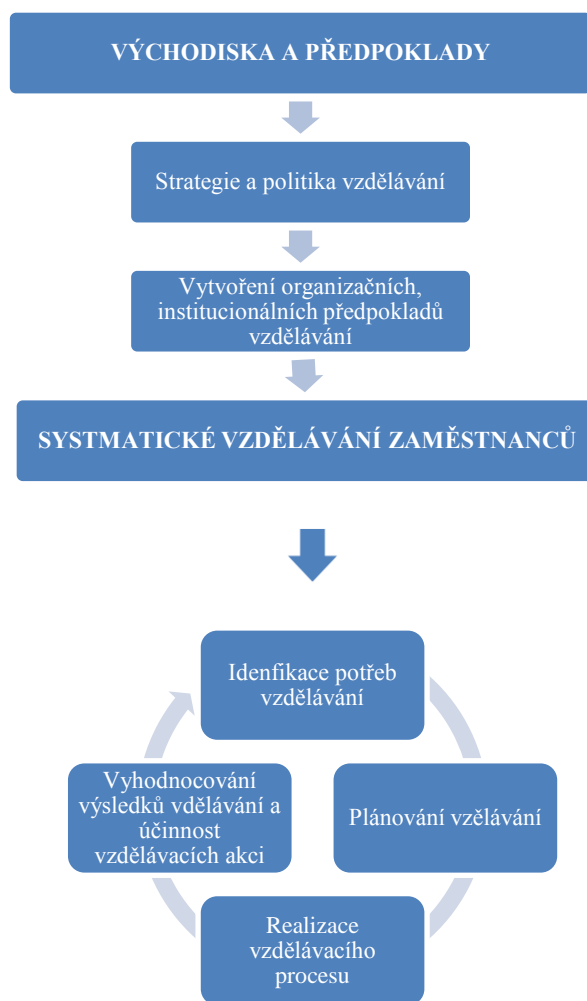 VÝCHODISKA A PŘEDPOKLADY
Strategie a politika vzdělávání
Vytvoření organizačních,
institucionálních předpokladů
vzdělávání
SYSTMATICKÉ VZDĚLÁVÁNÍ ZAMĚSTNANCŮ
Idenfikace potřeb
vzdělávání
Vyhodnocování
výsledků vdělávání a
účinnost
vzdělávacích akci
Plánování vzělávání
Realizace
vzdělávacího
procesu